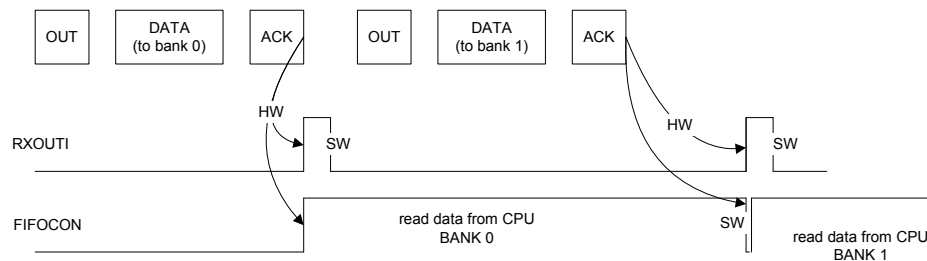 OUT
DATA
(to bank 0)
ACK
OUT
DATA
(to bank 1)
ACK
HW
HW
RXOUTI
SW
SW
FIFOCON
read data from CPU
BANK 0
SW
read data from CPU
BANK 1